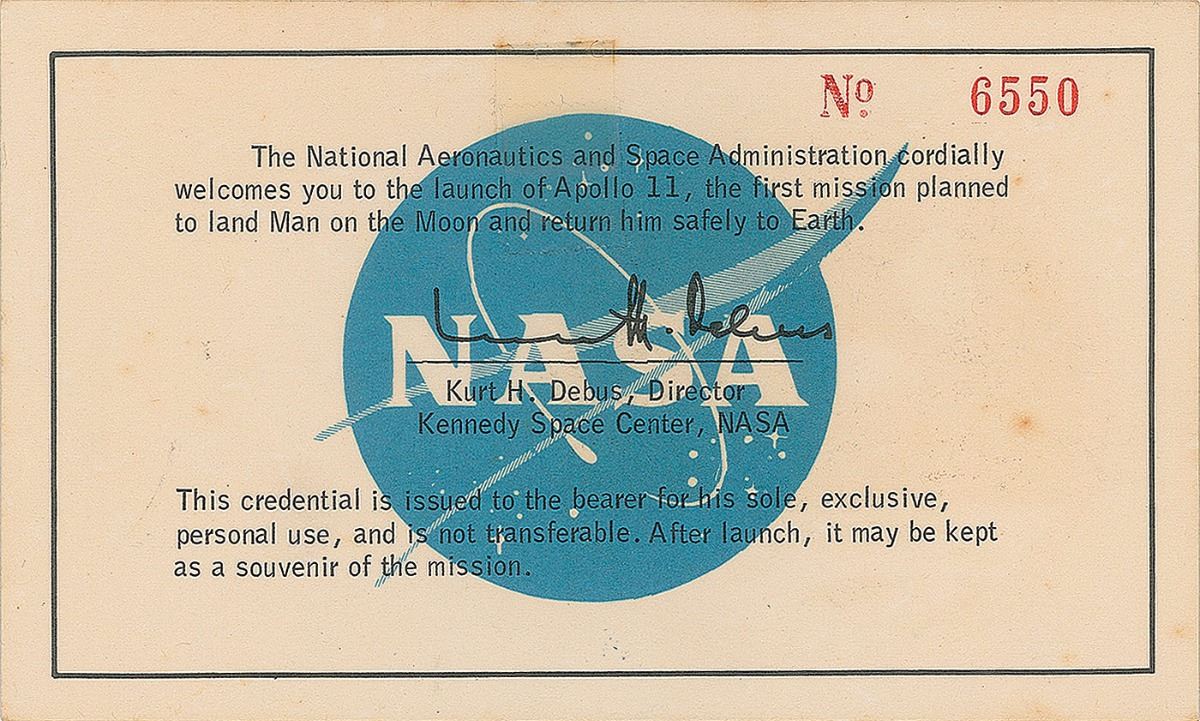 Nº 6550
The National Aeronautics and Space Administration cordially
welcomes you to the launch of Apollo 11, the first mission planned
to land Man on the Moon and return him safely to Earth.
Kurt H. Debus
NASA
Kurt H. Debus, Director
Kennedy Space Center, NASA
This credential is issued to the bearer for his sole, exclusive,
personal use, and is not transferable. After launch, it may be kept
as a souvenir of the mission.